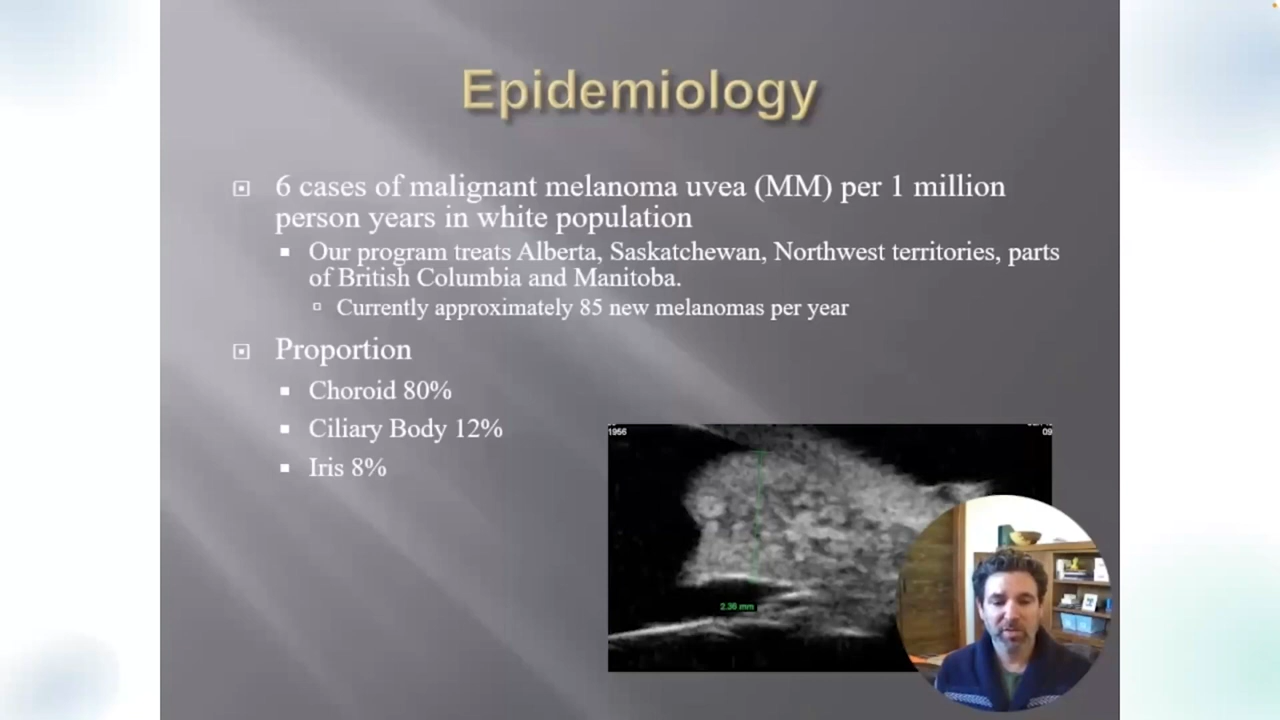 Epidemiology
6 cases of malignant melanoma uvea (MM) per 1 million
person years in white population
Our program treats Alberta, Saskatchewan, Northwest territories, parts
of British Columbia and Manitoba.
Currently approximately 85 new melanomas per year
Proportion
Choroid 80%
Ciliary Body 12%
Iris 8%
1956
09
2.36 mm